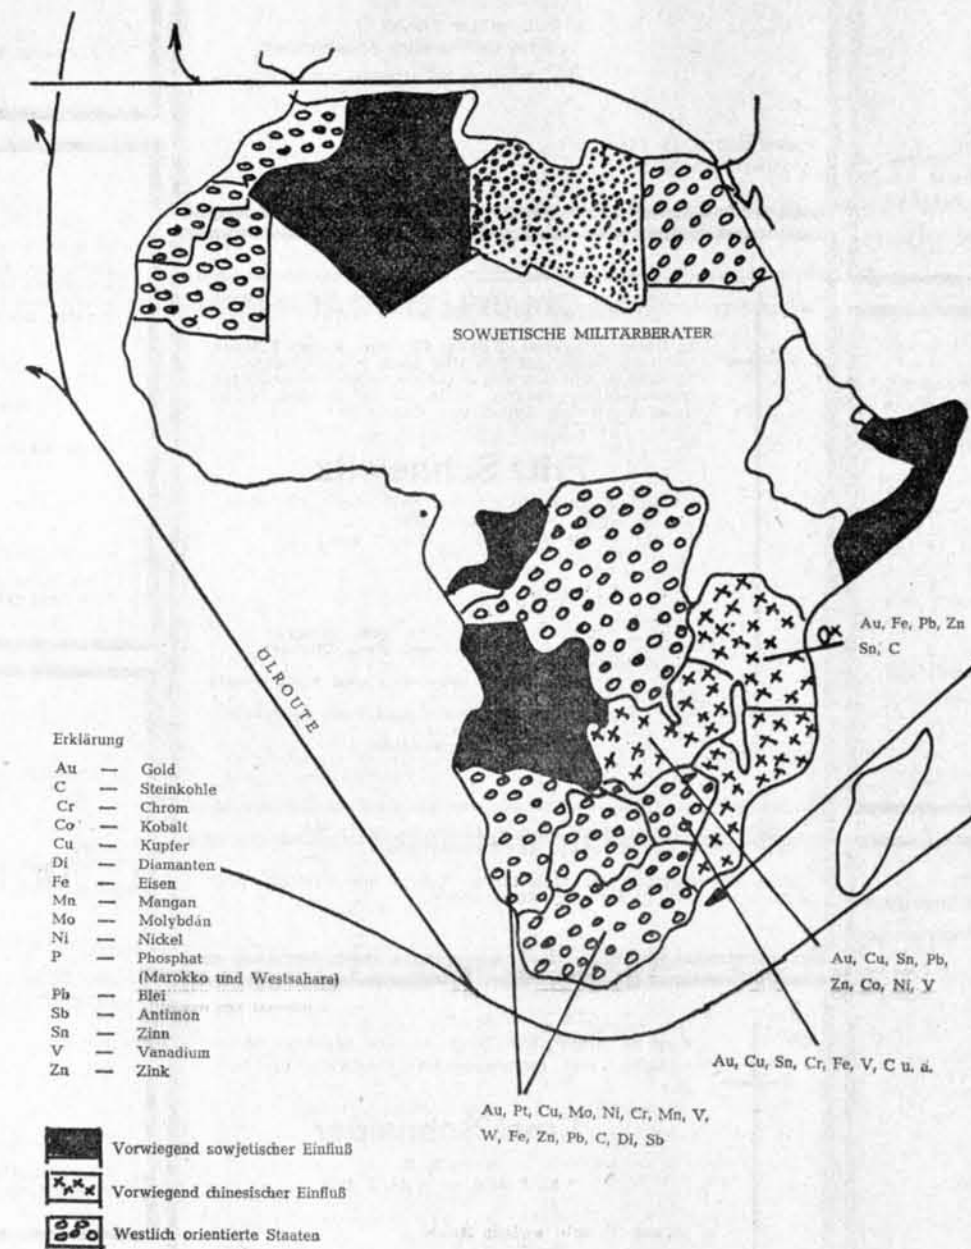 SOWJETISCHE MILITÄRBERATER
ÖLROUTE
Au, Fe, Pb, Zn
Sn, C
Erklärung
Au — Gold
C — Steinkohle
Cr — Chrom
Co — Kobalt
Cu — Kupfer
Di — Diamanten
Fe — Eisen
Mn — Mangan
Mo — Molybdän
Ni — Nickel
P — Phosphat
(Marokko und Westsahara)
Pb — Blei
Sb — Antimon
Sn — Zinn
V — Vanadium
Zn — Zink
Au, Cu, Sn, Pb,
Zn, Co, Ni, V
Au, Cu, Sn, Cr, Fe, V, C u. a.
Au, Pt, Cu, Mo, Ni, Cr, Mn, V,
W, Fe, Zn, Pb, C, Di, Sb
Vorwiegend sowjetischer Einfluß
Vorwiegend chinesischer Einfluß
Westlich orientierte Staaten